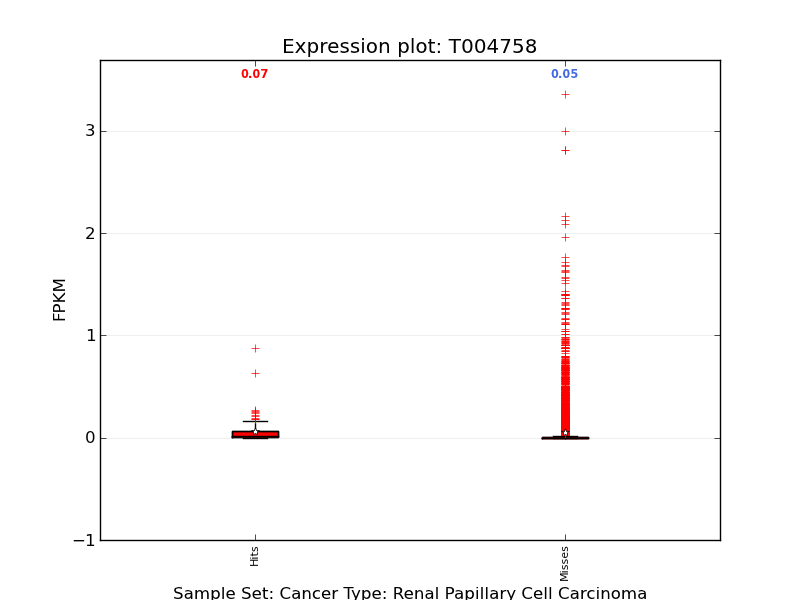 Expression plot: T004758
0.07
0.05
3
2
1
0
−1
FPKM
Hits
Misses
Sample Set: Cancer Type: Renal Papillary Cell Carcinoma